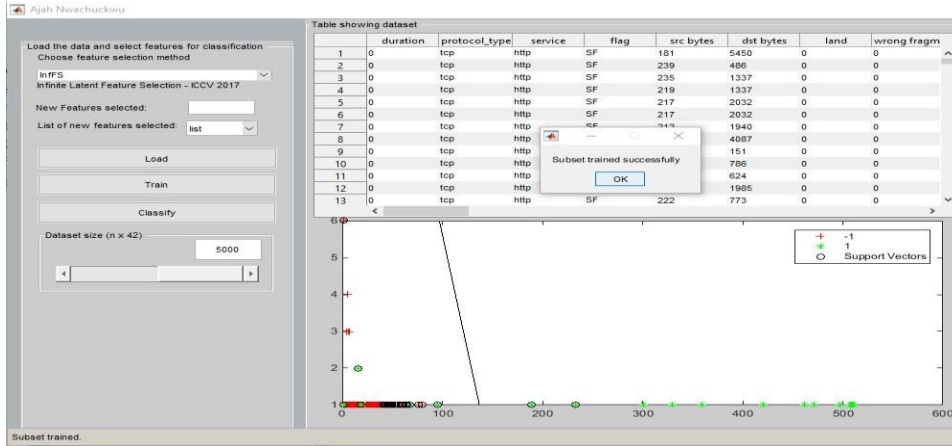 Ajah Nwachuckwu
Load the data and select features for classification
Choose feature selection method
InfFS
Infinite Latent Feature Selection - ICCV 2017
New Features selected:
List of new features selected: list
Load
Train
Classify
Dataset size (n x 42)
5000
Table showing dataset
duration protocol_type service flag src bytes dst bytes land wrong fragm
1 0 tcp http SF 181 5450 0 0
2 0 tcp http SF 239 486 0 0
3 0 tcp http SF 235 1337 0 0
4 0 tcp http SF 219 1337 0 0
5 0 tcp http SF 217 2032 0 0
6 0 tcp http SF 217 2032 0 0
7 0 tcp http SF 212 1940 0 0
8 0 tcp http 4087 0 0
9 0 tcp http 151 0 0
10 0 tcp http 786 0 0
11 0 tcp http 624 0 0
12 0 tcp http 1985 0 0
13 0 tcp http SF 222 773 0 0
Subset trained successfully
OK
-1
1
Support Vectors
6
5
4
3
2
1
0 100 200 300 400 500 600
Subset trained.